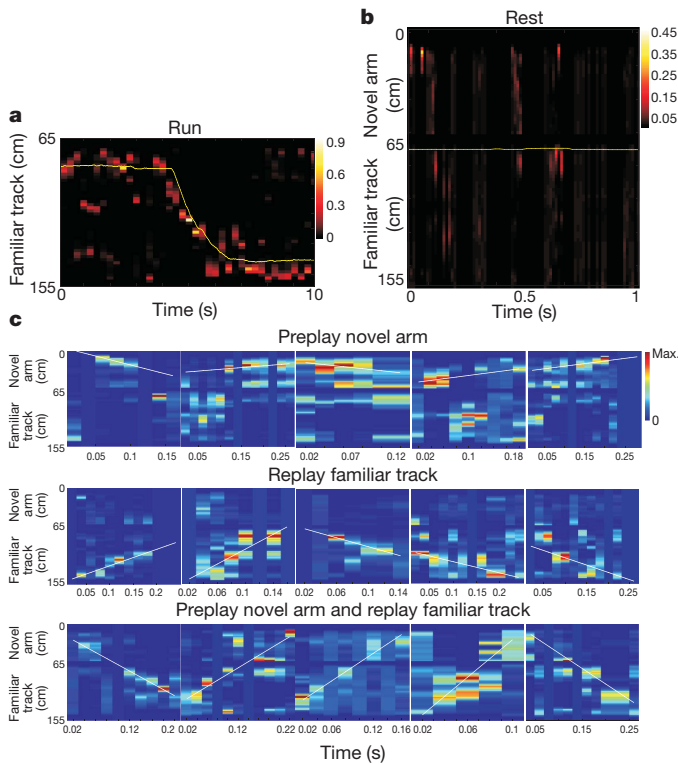 b
Rest
0
0.45
0.35
0.25
0.15
0.05
Novel arm
(cm)
65
Familiar track
(cm)
155
0
0.5
1
Time (s)
a
Run
65
Familiar track (cm)
155
0.9
0.6
0.3
0
0
10
Time (s)
c
Preplay novel arm
0
Novel
arm
(cm)
65
Familiar
track
(cm)
155
Max.
0
0.05 0.1 0.15
0.05 0.15 0.25
0.02 0.07 0.12
0.02 0.1 0.18
0.05 0.15 0.25
Replay familiar track
0
Novel
arm
(cm)
65
Familiar
track
(cm)
155
0.05 0.1 0.15 0.2
0.02 0.06 0.1 0.14
0.02 0.06 0.1 0.14
0.05 0.1 0.15 0.2
0.05 0.15 0.25
Preplay novel arm and replay familiar track
0
Novel
arm
(cm)
65
Familiar
track
(cm)
155
0.02 0.12 0.2
0.02 0.12 0.22
0.02 0.08 0.12 0.16
0.02 0.06 0.1
0.05 0.15 0.25
Time (s)